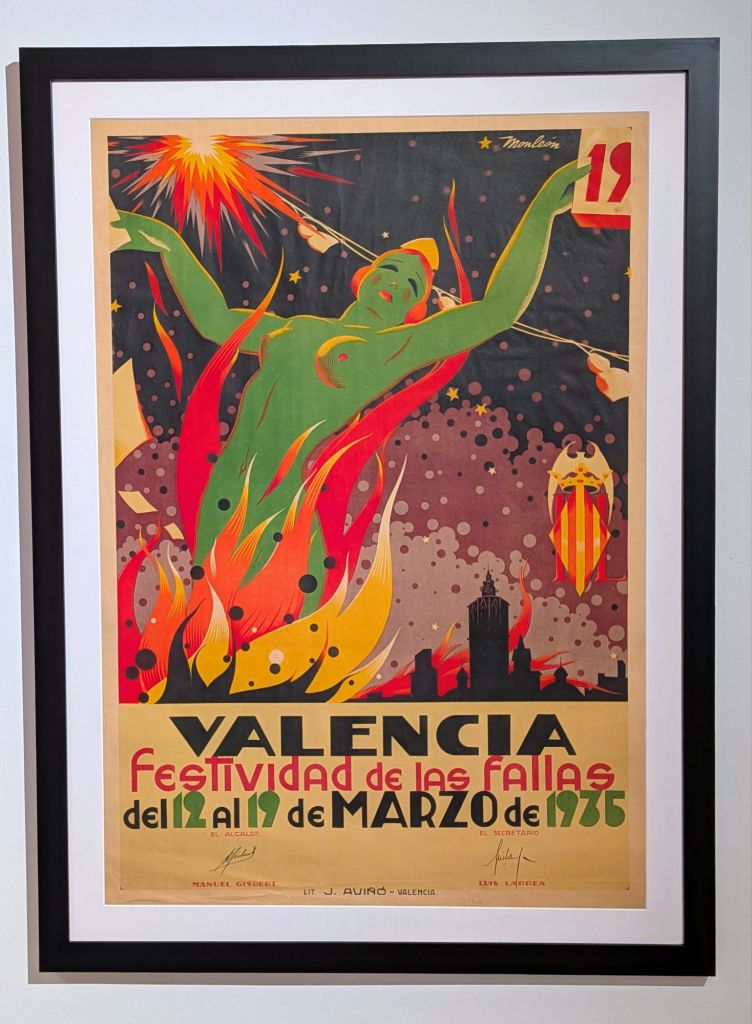 Monleón
19
L L
VALENCIA
Festividad de las fallas
del 12 al 19 de MARZO de 1935
EL ALCALDE
EL SECRETARIO
MANUEL GISBERT
LUIS LARREA
LIT. J. AVIÑÓ - VALENCIA.